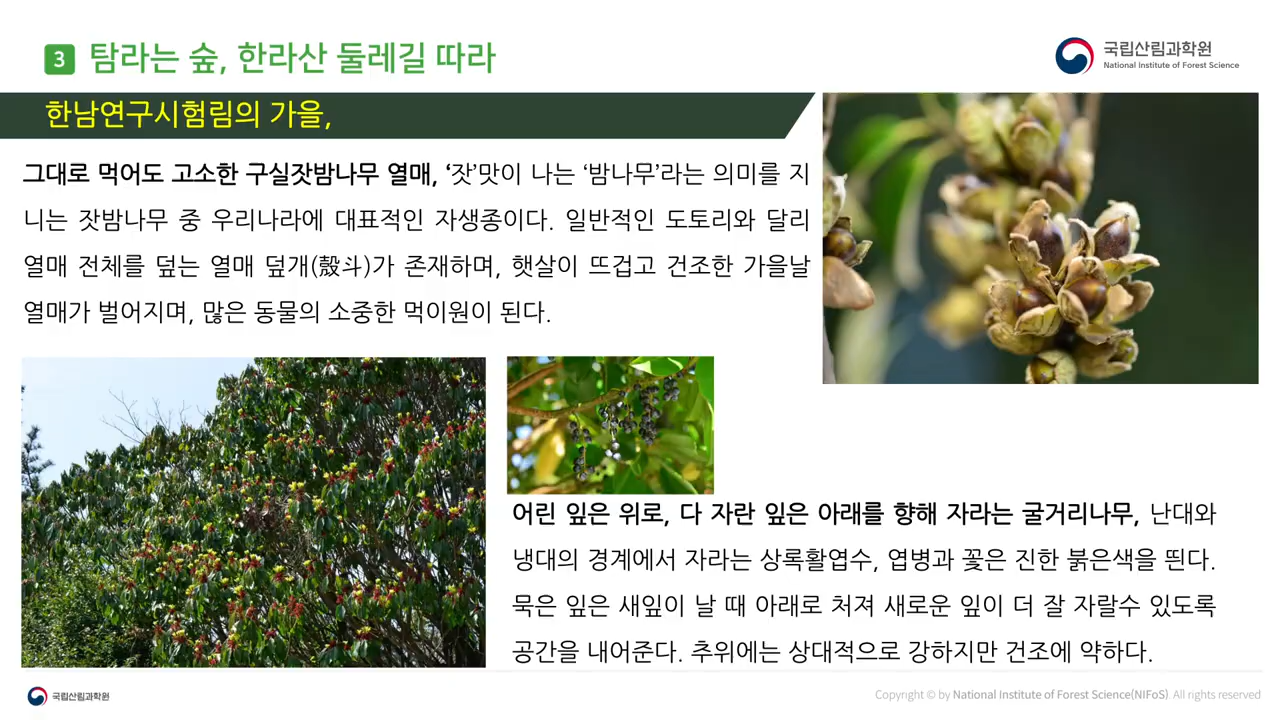 3 탐라는 숲, 한라산 둘레길 따라
국립산림과학원
National Institute of Forest Science
한남연구시험림의 가을,
그대로 먹어도 고소한 구실잣밤나무 열매, ‘잣’맛이 나는 ‘밤나무’라는 의미를 지
니는 잣밤나무 중 우리나라에 대표적인 자생종이다. 일반적인 도토리와 달리
열매 전체를 덮는 열매 덮개(殼斗)가 존재하며, 햇살이 뜨겁고 건조한 가을날
열매가 벌어지며, 많은 동물의 소중한 먹이원이 된다.
어린 잎은 위로, 다 자란 잎은 아래를 향해 자라는 굴거리나무, 난대와
냉대의 경계에서 자라는 상록활엽수, 엽병과 꽃은 진한 붉은색을 띈다.
묵은 잎은 새잎이 날 때 아래로 처져 새로운 잎이 더 잘 자랄수 있도록
공간을 내어준다. 추위에는 상대적으로 강하지만 건조에 약하다.
국립산림과학원
Copyright © by National Institute of Forest Science(NIFoS). All rights reserved